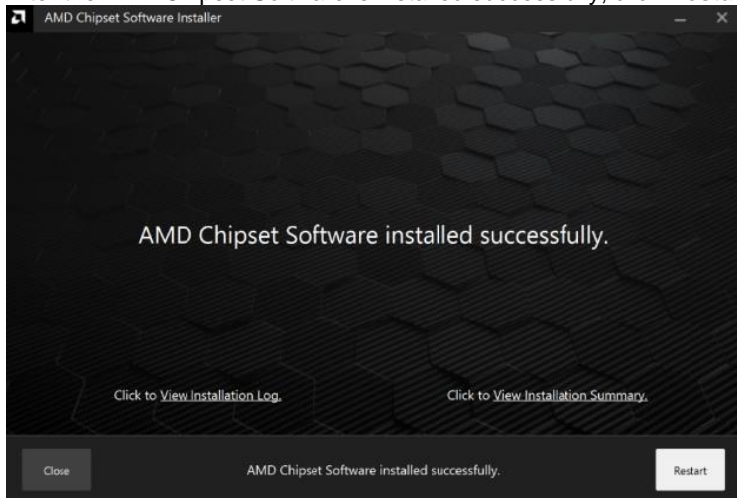 AMD Chipset Software Installer
AMD Chipset Software installed successfully.
Click to View Installation Log.
Click to View Installation Summary.
Close
AMD Chipset Software installed successfully.
Restart